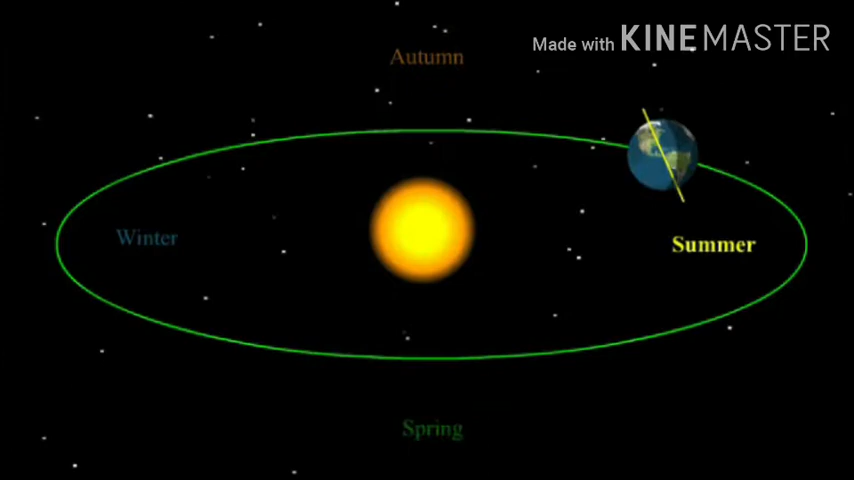 Made with KINEMASTER
Autumn
Winter
Summer
Spring